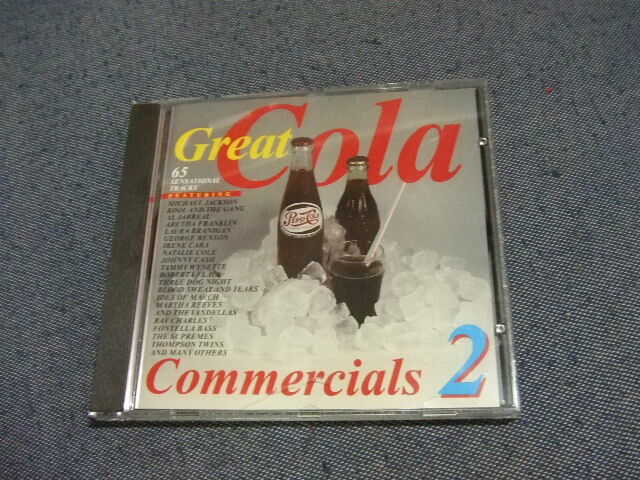 Great Cola
65
SENSATIONAL
TRACKS
FEATURING
MICHAEL JACKSON
KOOL AND THE GANG
AL JARREAU
ARETHA FRANKLIN
LAURA BRANIGAN
GEORGE BENSON
IRENE CARA
NATALIE COLE
JOHNNY CASH
TAMMY WYNETTE
ROBERTA FLACK
THREE DOG NIGHT
BLOOD SWEAT AND TEARS
IDES OF MARCH
MARTHA REEVES
AND THE VANDELLAS
RAY CHARLES
FONTELLA BASS
THE SUPREMES
THOMPSON TWINS
AND MANY OTHERS
PEPSI-COLA
Commercials 2